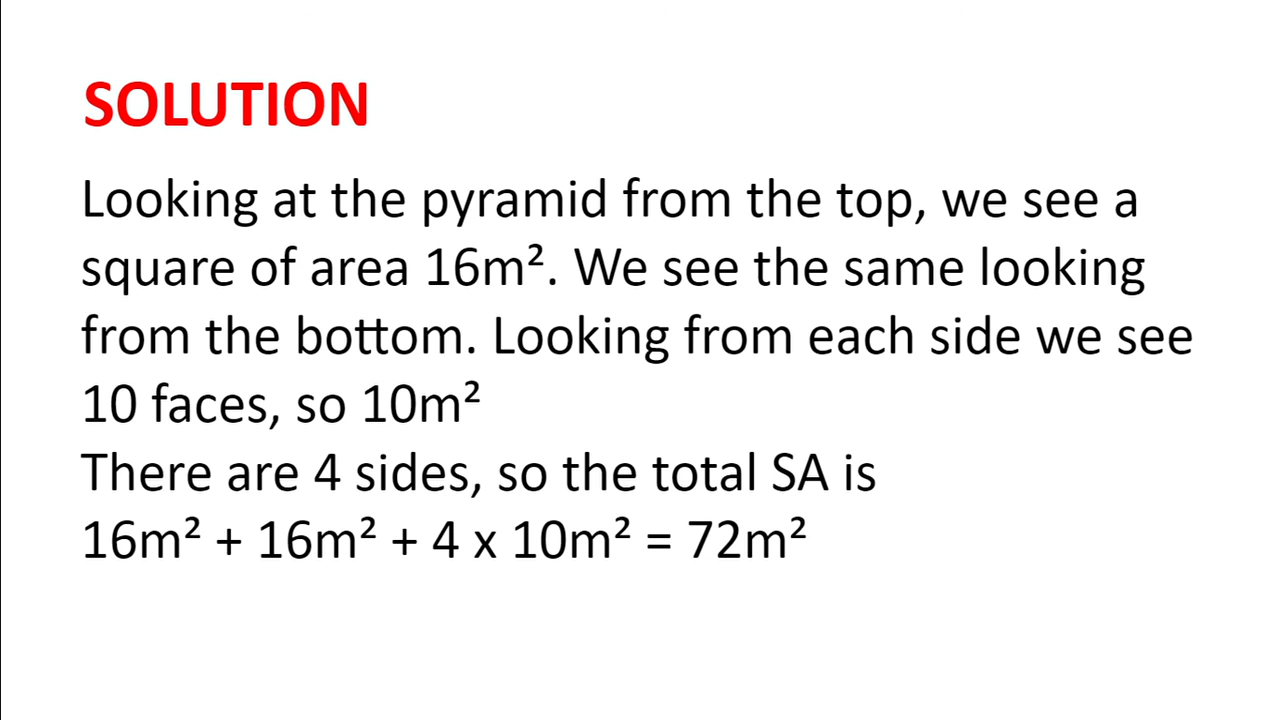 SOLUTION
Looking at the pyramid from the top, we see a
square of area 16m². We see the same looking
from the bottom. Looking from each side we see
10 faces, so 10m²
There are 4 sides, so the total SA is
16m² + 16m² + 4 x 10m² = 72m²